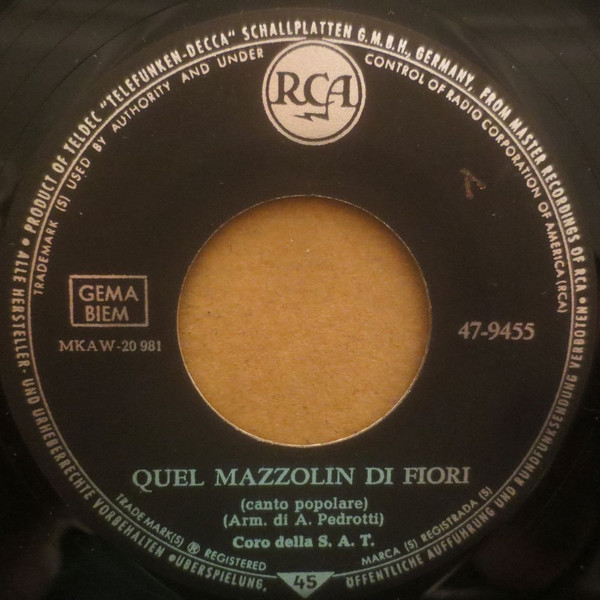 • PRODUCT OF TELDEC "TELEFUNKEN-DECCA" SCHALLPLATTEN G.M.B.H., GERMANY, FROM MASTER RECORDINGS OF RCA •
TRADEMARK (S) USED BY AUTHORITY AND UNDER CONTROL OF RADIO CORPORATION OF AMERICA (RCA)
RCA
GEMA
BIEM
MKAW-20 981
47-9455
QUEL MAZZOLIN DI FIORI
(canto popolare)
(Arm. di A. Pedrotti)
Coro della S. A. T.
TRADEMARK(S) ® REGISTERED
MARCA (S) REGISTRADA (S)
45
ALLE HERSTELLER- UND URHEBERRECHTE VORBEHALTEN • ÜBERSPIELUNG, ÖFFENTLICHE AUFFÜHRUNG UND RUNDFUNKSENDUNG VERBOTEN